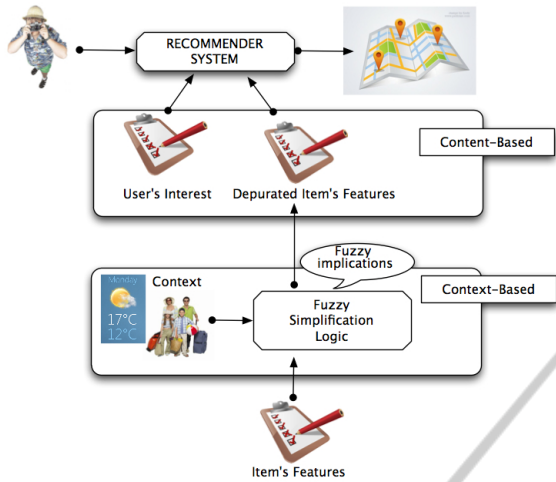 RECOMMENDER
SYSTEM
Content-Based
User's Interest
Depurated Item's Features
Fuzzy
implications
Context-Based
Monday
17°C
12°C
Context
Fuzzy
Simplification
Logic
Item's Features